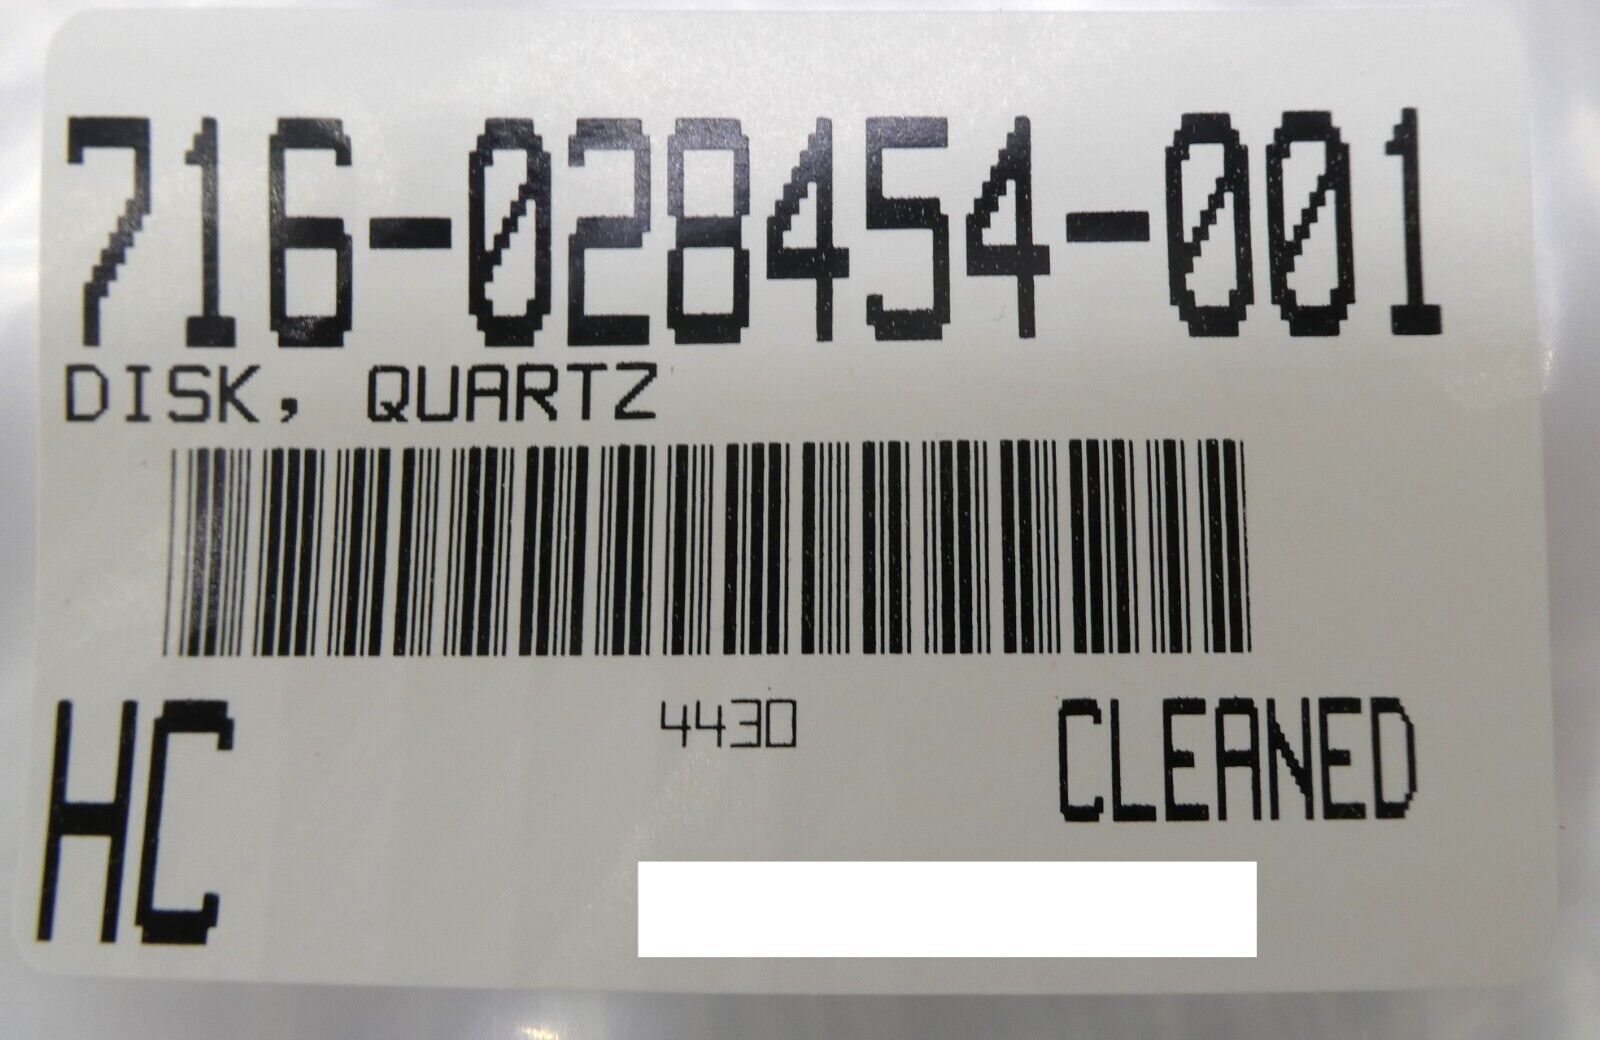 716-028454-001
DISK, QUARTZ
HC
4430
CLEANED